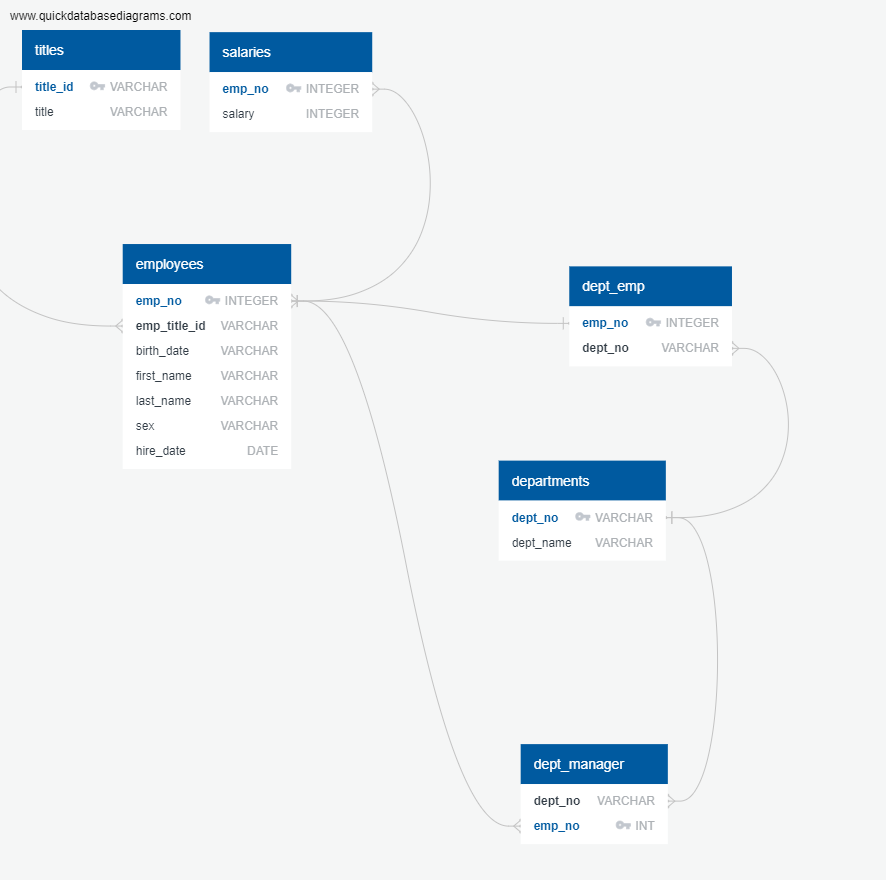 www.quickdatabasediagrams.com
titles
title_id VARCHAR
title VARCHAR
salaries
emp_no INTEGER
salary INTEGER
employees
emp_no INTEGER
emp_title_id VARCHAR
birth_date VARCHAR
first_name VARCHAR
last_name VARCHAR
sex VARCHAR
hire_date DATE
dept_emp
emp_no INTEGER
dept_no VARCHAR
departments
dept_no VARCHAR
dept_name VARCHAR
dept_manager
dept_no VARCHAR
emp_no INT